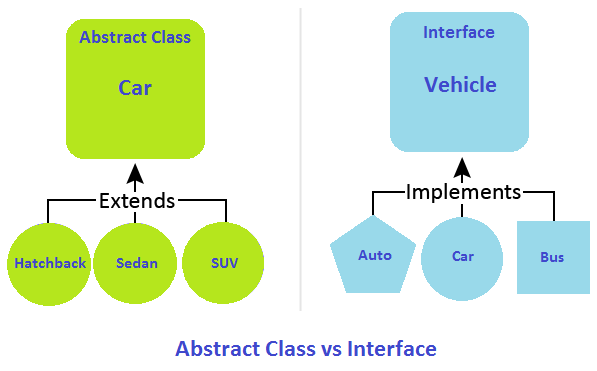 Abstract Class
Car
Extends
Hatchback
Sedan
SUV
Interface
Vehicle
Implements
Auto
Car
Bus
Abstract Class vs Interface